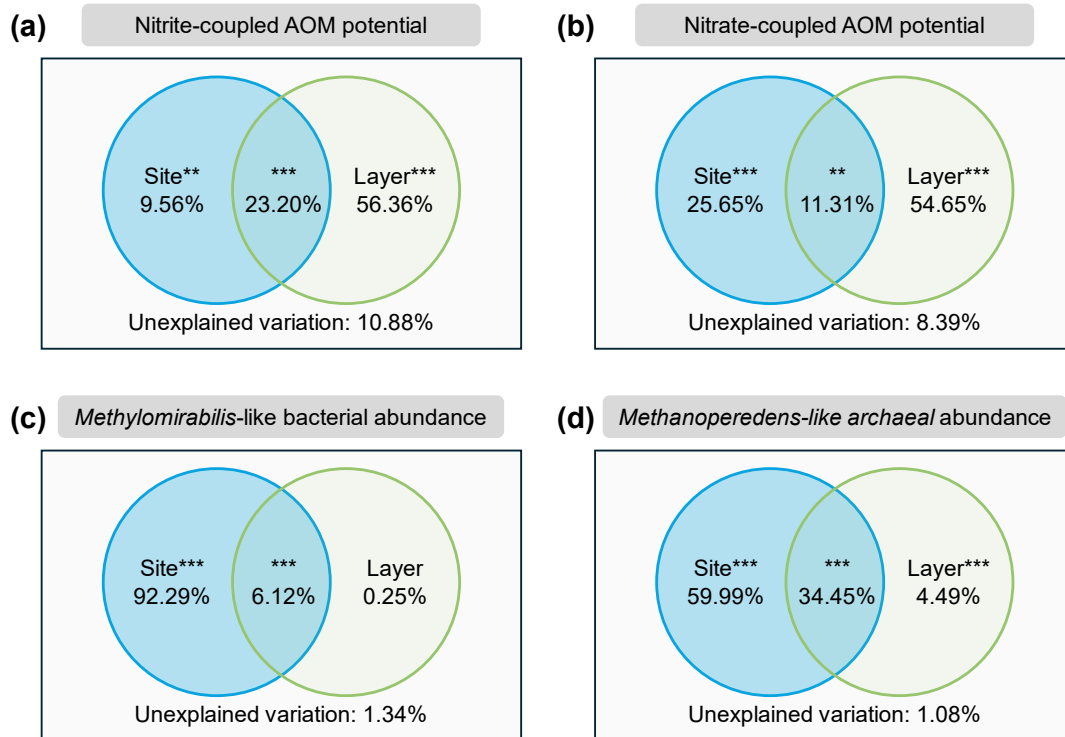 (a)
Nitrite-coupled AOM potential
Site**
9.56%
***
23.20%
Layer***
56.36%
Unexplained variation: 10.88%
(b)
Nitrate-coupled AOM potential
Site***
25.65%
**
11.31%
Layer***
54.65%
Unexplained variation: 8.39%
(c)
Methylomirabilis-like bacterial abundance
Site***
92.29%
***
6.12%
Layer
0.25%
Unexplained variation: 1.34%
(d)
Methanoperedens-like archaeal abundance
Site***
59.99%
***
34.45%
Layer***
4.49%
Unexplained variation: 1.08%